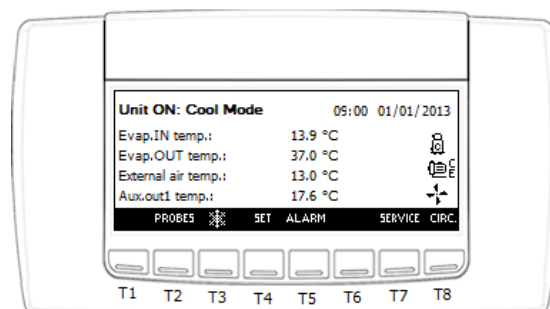 Unit ON: Cool Mode 09:00 01/01/2013
Evap.IN temp.: 13.9 °C
Evap.OUT temp.: 37.0 °C
External air temp.: 13.0 °C
Aux.out1 temp.: 17.6 °C
C
E
PROBES SET ALARM SERVICE CIRC.
T1 T2 T3 T4 T5 T6 T7 T8